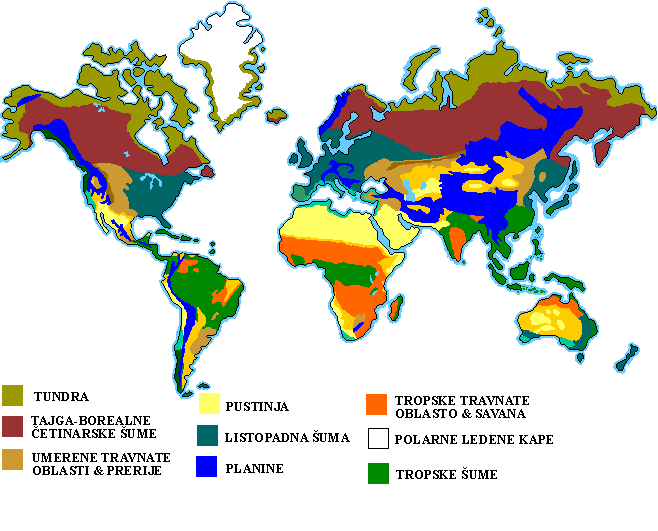 TUNDRA
TAJGA-BOREALNE
ČETINARSKE ŠUME
UMERENE TRAVNATE
OBLASTI & PRERIJE
PUSTINJA
LISTOPADNA ŠUMA
PLANINE
TROPSKE TRAVNATE
OBLASTO & SAVANA
POLARNE LEDENE KAPE
TROPSKE ŠUME